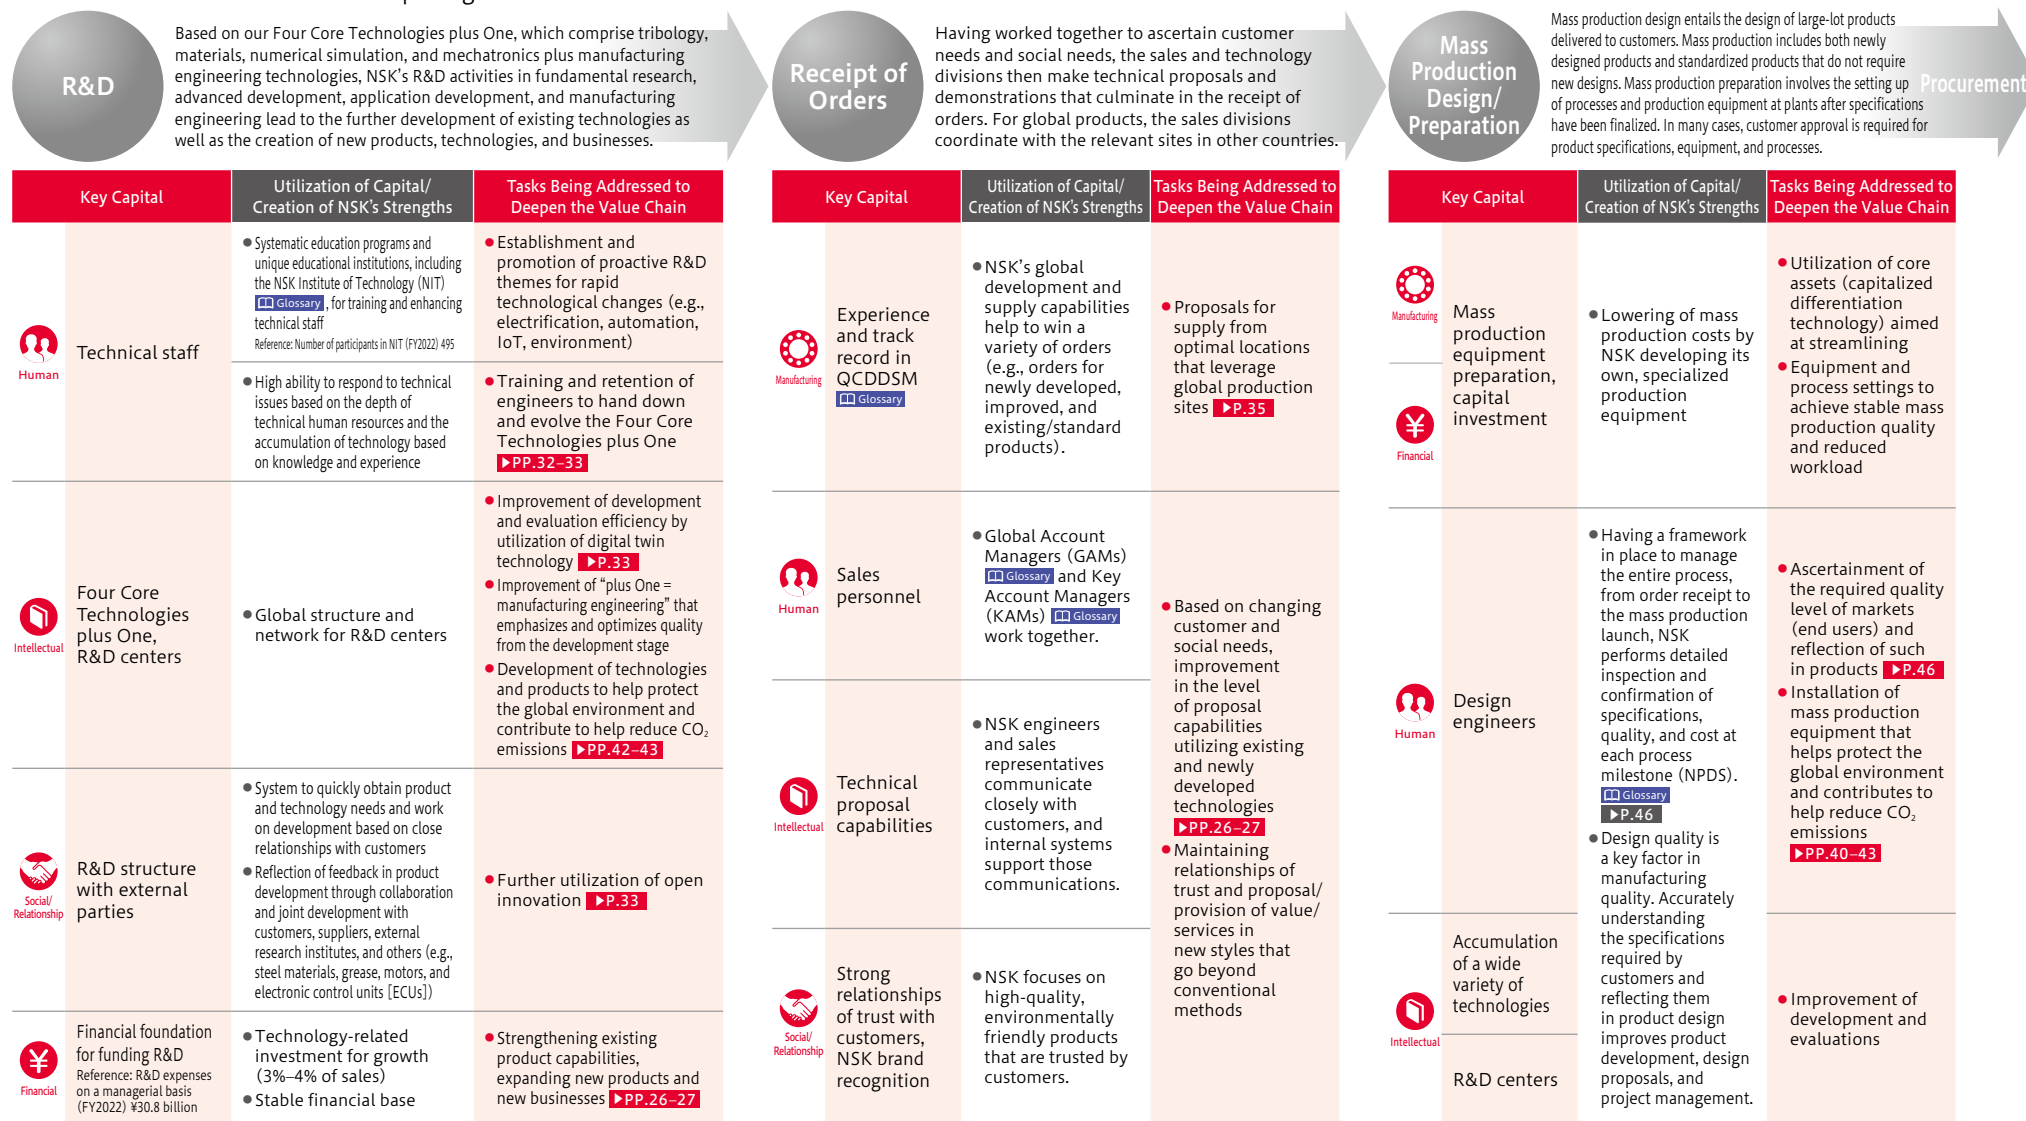 R&D
Based on our Four Core Technologies plus One, which comprise tribology,
materials, numerical simulation, and mechatronics plus manufacturing
engineering technologies, NSK's R&D activities in fundamental research,
advanced development, application development, and manufacturing
engineering lead to the further development of existing technologies as
well as the creation of new products, technologies, and businesses.
Key Capital
Utilization of Capital/
Creation of NSK's Strengths
Tasks Being Addressed to
Deepen the Value Chain
Human
Technical staff
● Systematic education programs and
unique educational institutions, including
the NSK Institute of Technology (NIT)
Glossary , for training and enhancing
technical staff
Reference: Number of participants in NIT (FY2022) 495
● Establishment and
promotion of proactive R&D
themes for rapid
technological changes (e.g.,
electrification, automation,
IoT, environment)
● High ability to respond to technical
issues based on the depth of
technical human resources and the
accumulation of technology based
on knowledge and experience
● Training and retention of
engineers to hand down
and evolve the Four Core
Technologies plus One
▶PP.32–33
Intellectual
Four Core
Technologies
plus One,
R&D centers
● Global structure and
network for R&D centers
● Improvement of development
and evaluation efficiency by
utilization of digital twin
technology ▶P.33
● Improvement of "plus One =
manufacturing engineering" that
emphasizes and optimizes quality
from the development stage
● Development of technologies
and products to help protect
the global environment and
contribute to help reduce CO₂
emissions ▶PP.42–43
Social/
Relationship
R&D structure
with external
parties
● System to quickly obtain product
and technology needs and work
on development based on close
relationships with customers
● Reflection of feedback in product
development through collaboration
and joint development with
customers, suppliers, external
research institutes, and others (e.g.,
steel materials, grease, motors, and
electronic control units [ECUs])
● Further utilization of open
innovation ▶P.33
Financial
Financial foundation
for funding R&D
Reference: R&D expenses
on a managerial basis
(FY2022) ¥30.8 billion
● Technology-related
investment for growth
(3%–4% of sales)
● Stable financial base
● Strengthening existing
product capabilities,
expanding new products and
new businesses ▶PP.26–27
Receipt of
Orders
Having worked together to ascertain customer
needs and social needs, the sales and technology
divisions then make technical proposals and
demonstrations that culminate in the receipt of
orders. For global products, the sales divisions
coordinate with the relevant sites in other countries.
Key Capital
Utilization of Capital/
Creation of NSK's Strengths
Tasks Being Addressed to
Deepen the Value Chain
Manufacturing
Experience
and track
record in
QCDDSM
Glossary
● NSK's global
development and
supply capabilities
help to win a
variety of orders
(e.g., orders for
newly developed,
improved, and
existing/standard
products).
● Proposals for
supply from
optimal locations
that leverage
global production
sites ▶P.35
Human
Sales
personnel
● Global Account
Managers (GAMs)
Glossary and Key
Account Managers
(KAMs) Glossary
work together.
Intellectual
Technical
proposal
capabilities
● NSK engineers
and sales
representatives
communicate
closely with
customers, and
internal systems
support those
communications.
Social/
Relationship
Strong
relationships
of trust with
customers,
NSK brand
recognition
● NSK focuses on
high-quality,
environmentally
friendly products
that are trusted by
customers.
● Based on changing
customer and
social needs,
improvement
in the level
of proposal
capabilities
utilizing existing
and newly
developed
technologies
▶PP.26–27
● Maintaining
relationships of
trust and proposal/
provision of value/
services in
new styles that
go beyond
conventional
methods
Mass
Production
Design/
Preparation
Mass production design entails the design of large-lot products
delivered to customers. Mass production includes both newly
designed products and standardized products that do not require
new designs. Mass production preparation involves the setting up
of processes and production equipment at plants after specifications
have been finalized. In many cases, customer approval is required for
product specifications, equipment, and processes.
Procurement
Key Capital
Utilization of Capital/
Creation of NSK's Strengths
Tasks Being Addressed to
Deepen the Value Chain
Manufacturing
Financial
Mass
production
equipment
preparation,
capital
investment
● Lowering of mass
production costs by
NSK developing its
own, specialized
production
equipment
● Utilization of core
assets (capitalized
differentiation
technology) aimed
at streamlining
● Equipment and
process settings to
achieve stable mass
production quality
and reduced
workload
Human
Design
engineers
● Having a framework
in place to manage
the entire process,
from order receipt to
the mass production
launch, NSK
performs detailed
inspection and
confirmation of
specifications,
quality, and cost at
each process
milestone (NPDS).
Glossary
▶P.46
● Design quality is
a key factor in
manufacturing
quality. Accurately
understanding
the specifications
required by
customers and
reflecting them
in product design
improves product
development, design
proposals, and
project management.
● Ascertainment of
the required quality
level of markets
(end users) and
reflection of such
in products ▶P.46
● Installation of
mass production
equipment that
helps protect the
global environment
and contributes to
help reduce CO₂
emissions
▶PP.40–43
Intellectual
Accumulation
of a wide
variety of
technologies
R&D centers
● Improvement of
development and
evaluations